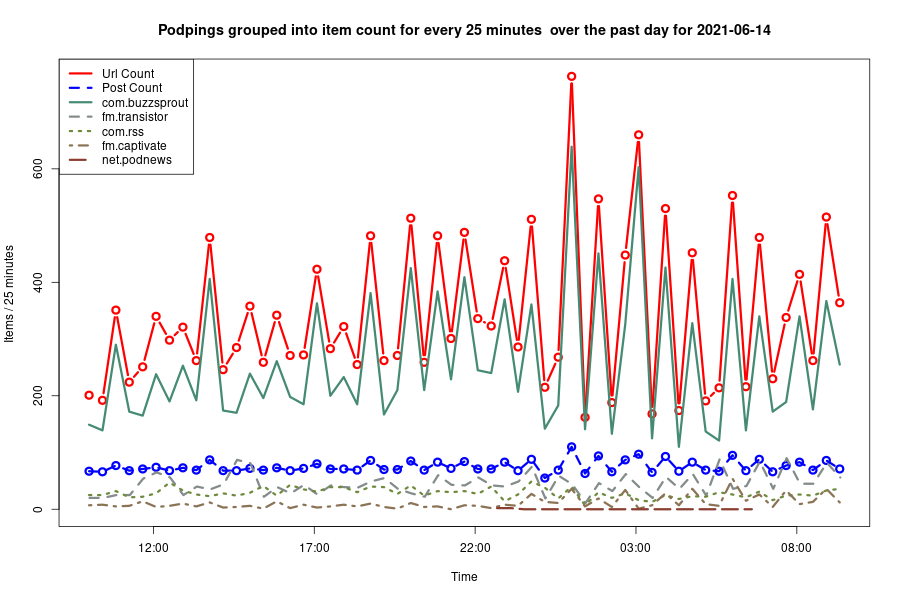 Podpings grouped into item count for every 25 minutes  over the past day for 2021-06-14
Url Count
Post Count
com.buzzsprout
fm.transistor
com.rss
fm.captivate
net.podnews
Items / 25 minutes
600
400
200
0
12:00
17:00
22:00
03:00
08:00
Time